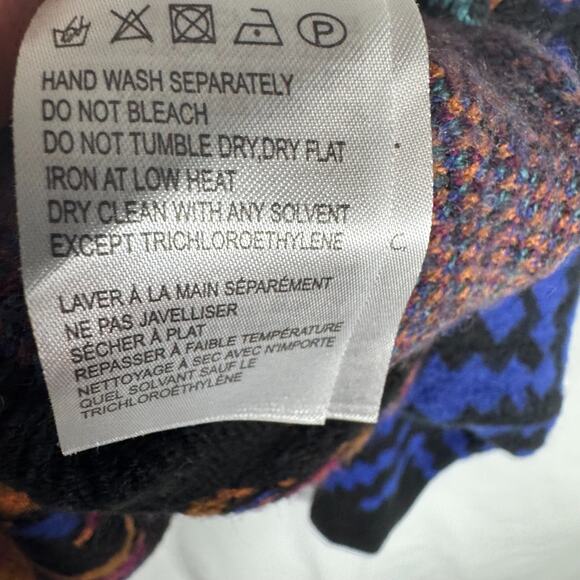 P
HAND WASH SEPARATELY
DO NOT BLEACH
DO NOT TUMBLE DRY,DRY FLAT
IRON AT LOW HEAT
DRY CLEAN WITH ANY SOLVENT
EXCEPT TRICHLOROETHYLENE
LAVER À LA MAIN SÉPARÉMENT
NE PAS JAVELLISER
SÉCHER À PLAT
REPASSER À FAIBLE TEMPÉRATURE
NETTOYAGE À SEC AVEC N'IMPORTE
QUEL SOLVANT SAUF LE
TRICHLOROÉTHYLÈNE